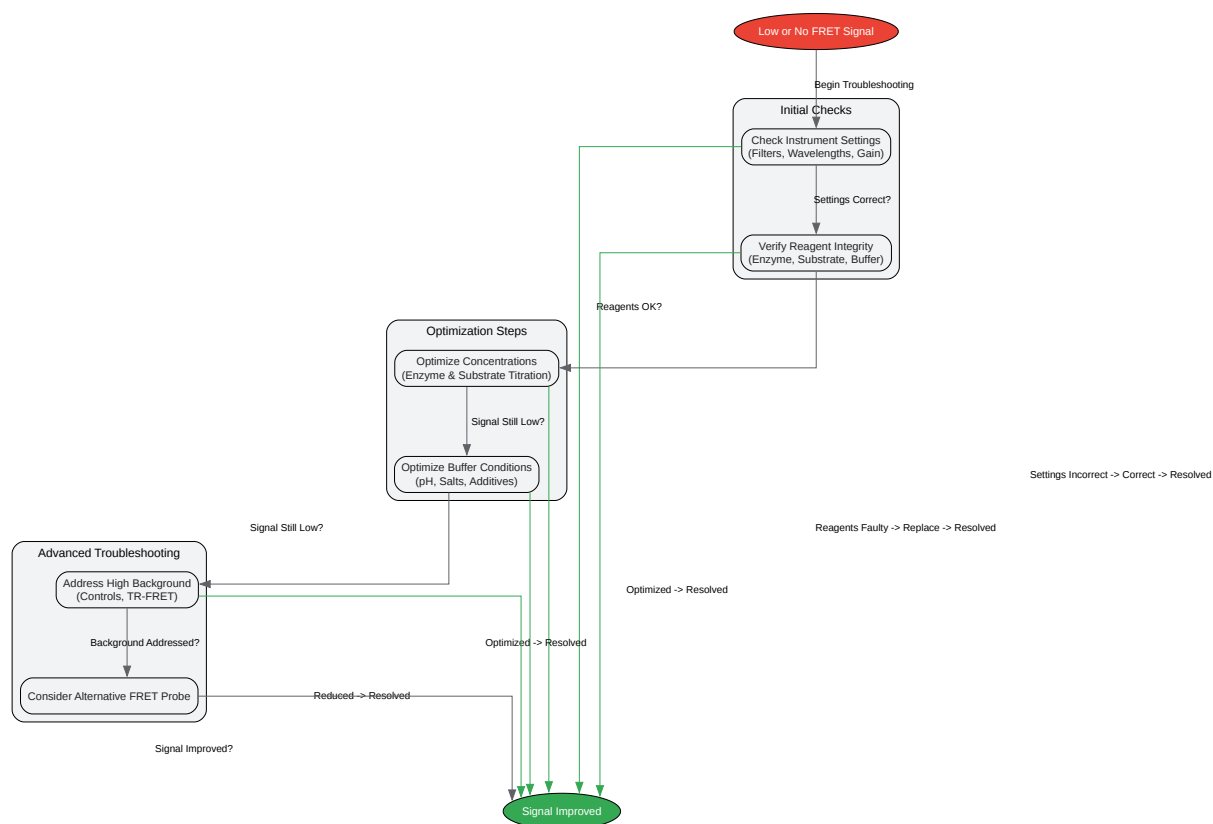 Low or No FRET Signal
Begin Troubleshooting
Initial Checks
Check Instrument Settings
(Filters, Wavelengths, Gain)
Settings Correct?
Verify Reagent Integrity
(Enzyme, Substrate, Buffer)
Reagents OK?
Optimization Steps
Optimize Concentrations
(Enzyme & Substrate Titration)
Signal Still Low?
Optimize Buffer Conditions
(pH, Salts, Additives)
Settings Incorrect -> Correct -> Resolved
Signal Still Low?
Reagents Faulty -> Replace -> Resolved
Advanced Troubleshooting
Address High Background
(Controls, TR-FRET)
Optimized -> Resolved
Background Addressed?
Optimized -> Resolved
Consider Alternative FRET Probe
Reduced -> Resolved
Signal Improved?
Signal Improved